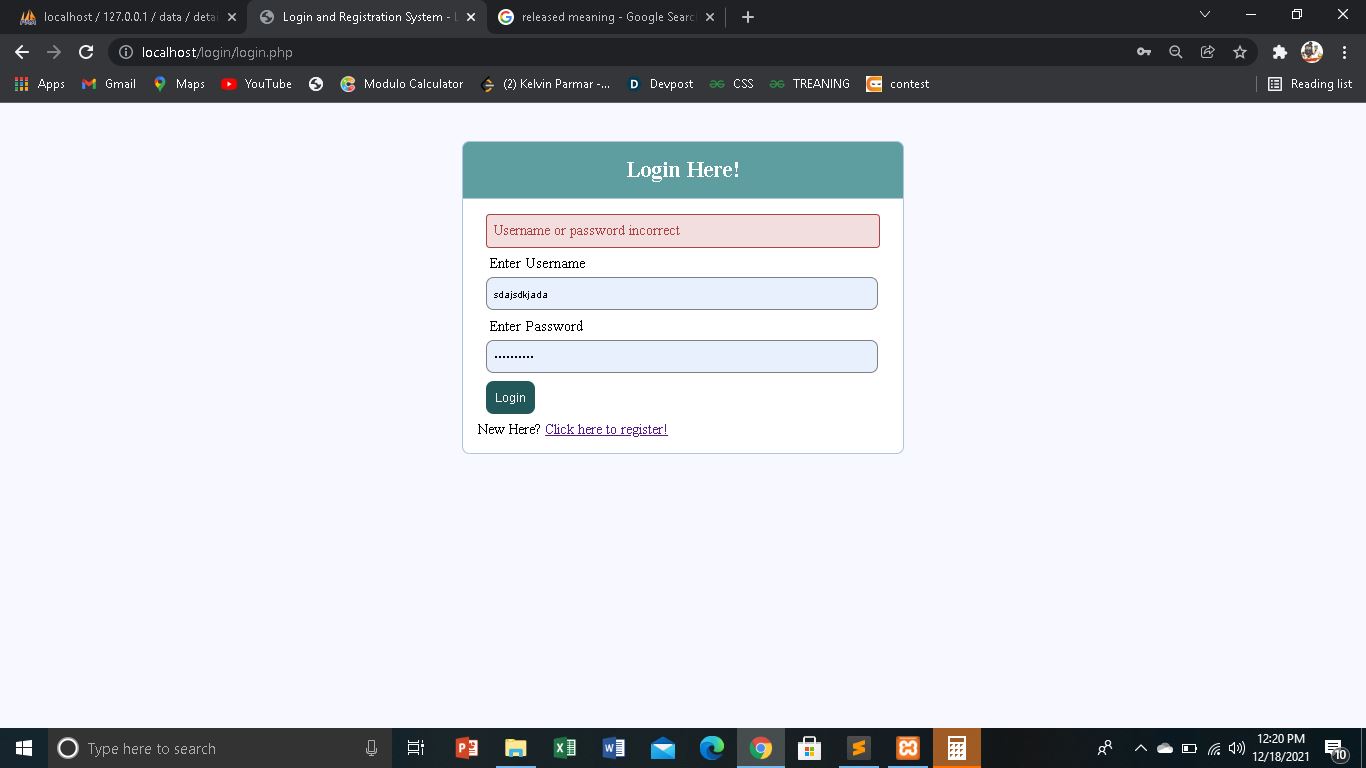 localhost / 127.0.0.1 / data / detai
Login and Registration System - L
released meaning - Google Search
localhost/login/login.php
Apps Gmail Maps YouTube Modulo Calculator (2) Kelvin Parmar -... Devpost CSS TREANING contest Reading list
Login Here!
Username or password incorrect
Enter Username
sdajsdkjada
Enter Password
••••••••••
Login
New Here? Click here to register!
Type here to search
12:20 PM
12/18/2021
10